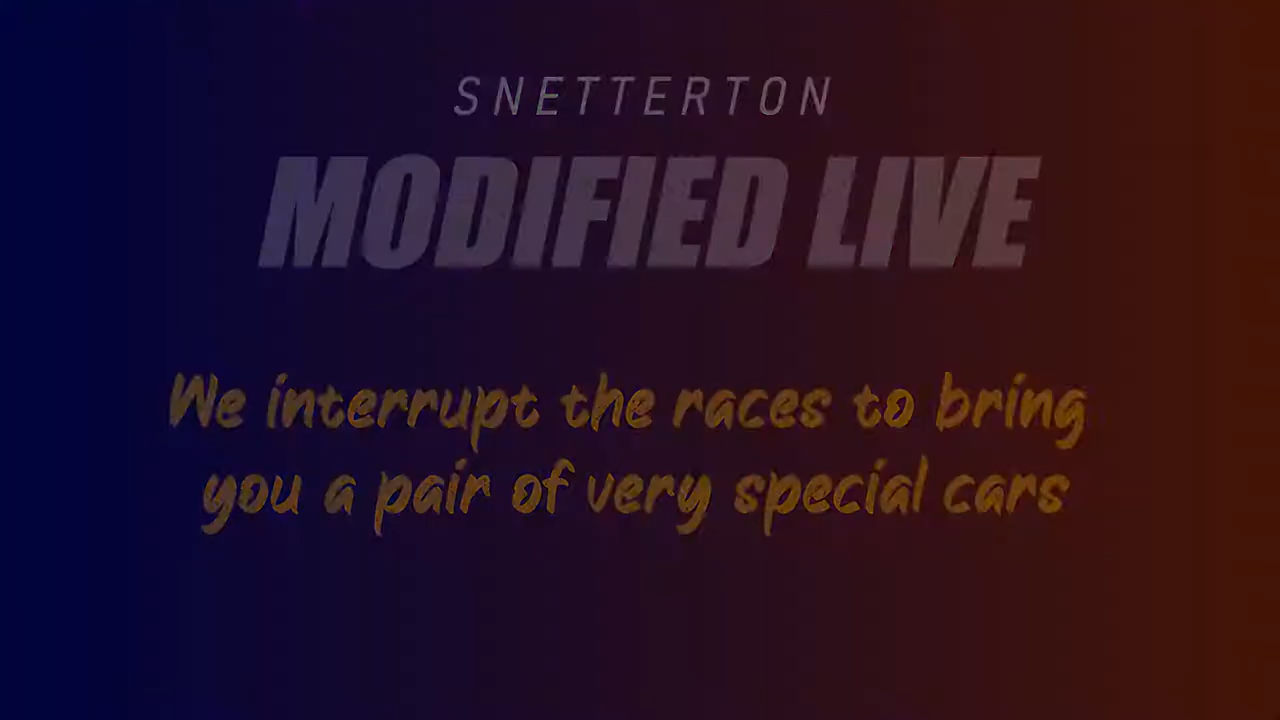 SNETTERTON
MODIFIED LIVE
We interrupt the races to bring
you a pair of very special cars